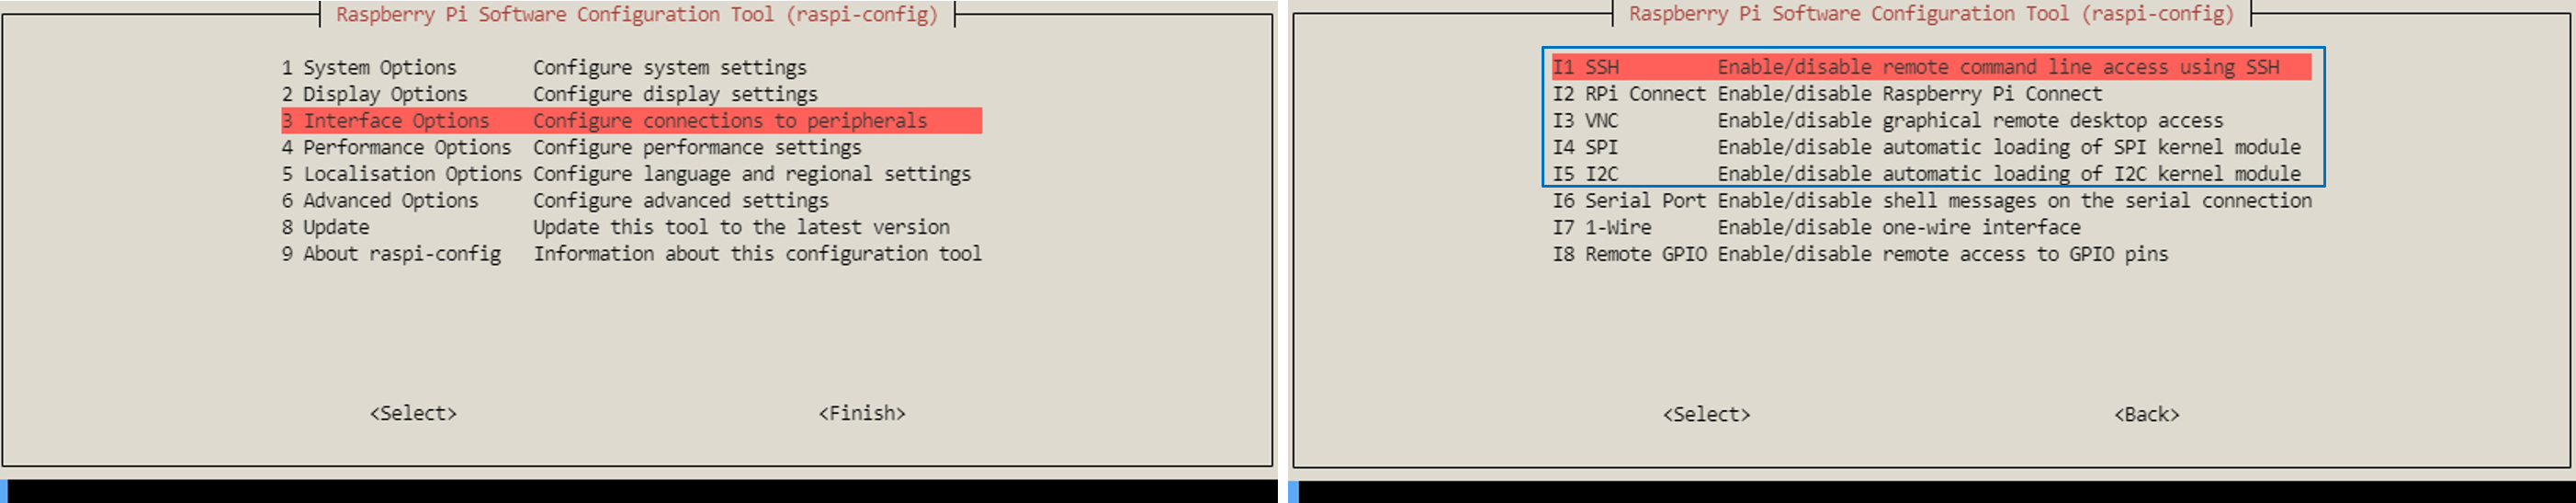 Raspberry Pi Software Configuration Tool (raspi-config)
1 System Options Configure system settings
2 Display Options Configure display settings
3 Interface Options Configure connections to peripherals
4 Performance Options Configure performance settings
5 Localisation Options Configure language and regional settings
6 Advanced Options Configure advanced settings
8 Update Update this tool to the latest version
9 About raspi-config Information about this configuration tool
<Select> <Finish>
Raspberry Pi Software Configuration Tool (raspi-config)
I1 SSH Enable/disable remote command line access using SSH
I2 RPi Connect Enable/disable Raspberry Pi Connect
I3 VNC Enable/disable graphical remote desktop access
I4 SPI Enable/disable automatic loading of SPI kernel module
I5 I2C Enable/disable automatic loading of I2C kernel module
I6 Serial Port Enable/disable shell messages on the serial connection
I7 1-Wire Enable/disable one-wire interface
I8 Remote GPIO Enable/disable remote access to GPIO pins
<Select> <Back>